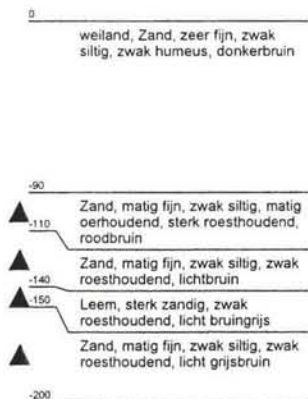 0
weiland, Zand, zeer fijn, zwak
siltig, zwak humeus, donkerbruin
-90
Zand, matig fijn, zwak siltig, matig
oerhoudend, sterk roesthoudend,
roodbruin
-110
Zand, matig fijn, zwak siltig, zwak
roesthoudend, lichtbruin
-140
Leem, sterk zandig, zwak
roesthoudend, licht bruingrijs
-150
Zand, matig fijn, zwak siltig, zwak
roesthoudend, licht grijsbruin
-200